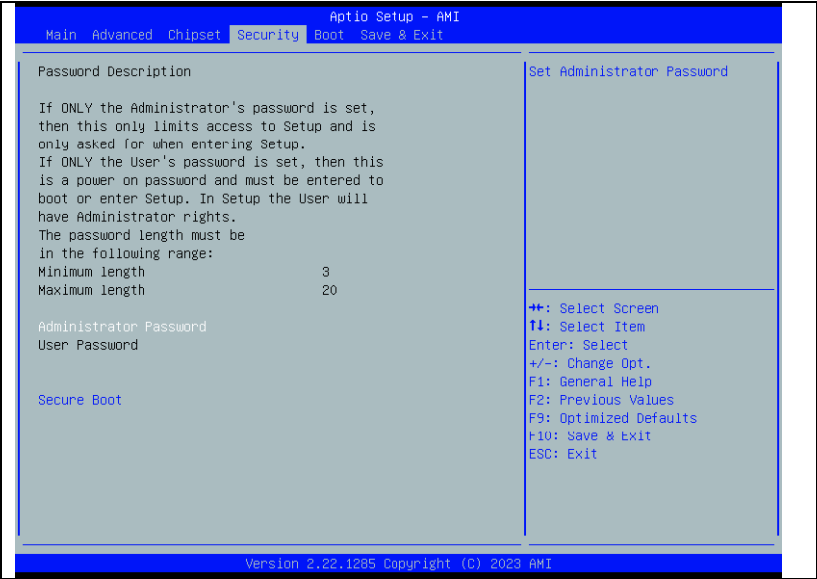 Aptio Setup – AMI
Main Advanced Chipset Security Boot Save & Exit
Password Description
If ONLY the Administrator's password is set,
then this only limits access to Setup and is
only asked for when entering Setup.
If ONLY the User's password is set, then this
is a power on password and must be entered to
boot or enter Setup. In Setup the User will
have Administrator rights.
The password length must be
in the following range:
Minimum length 3
Maximum length 20
Administrator Password
User Password
Secure Boot
Set Administrator Password
→←: Select Screen
↑↓: Select Item
Enter: Select
+/-: Change Opt.
F1: General Help
F2: Previous Values
F9: Optimized Defaults
F10: Save & Exit
ESC: Exit
Version 2.22.1285 Copyright (C) 2023 AMI